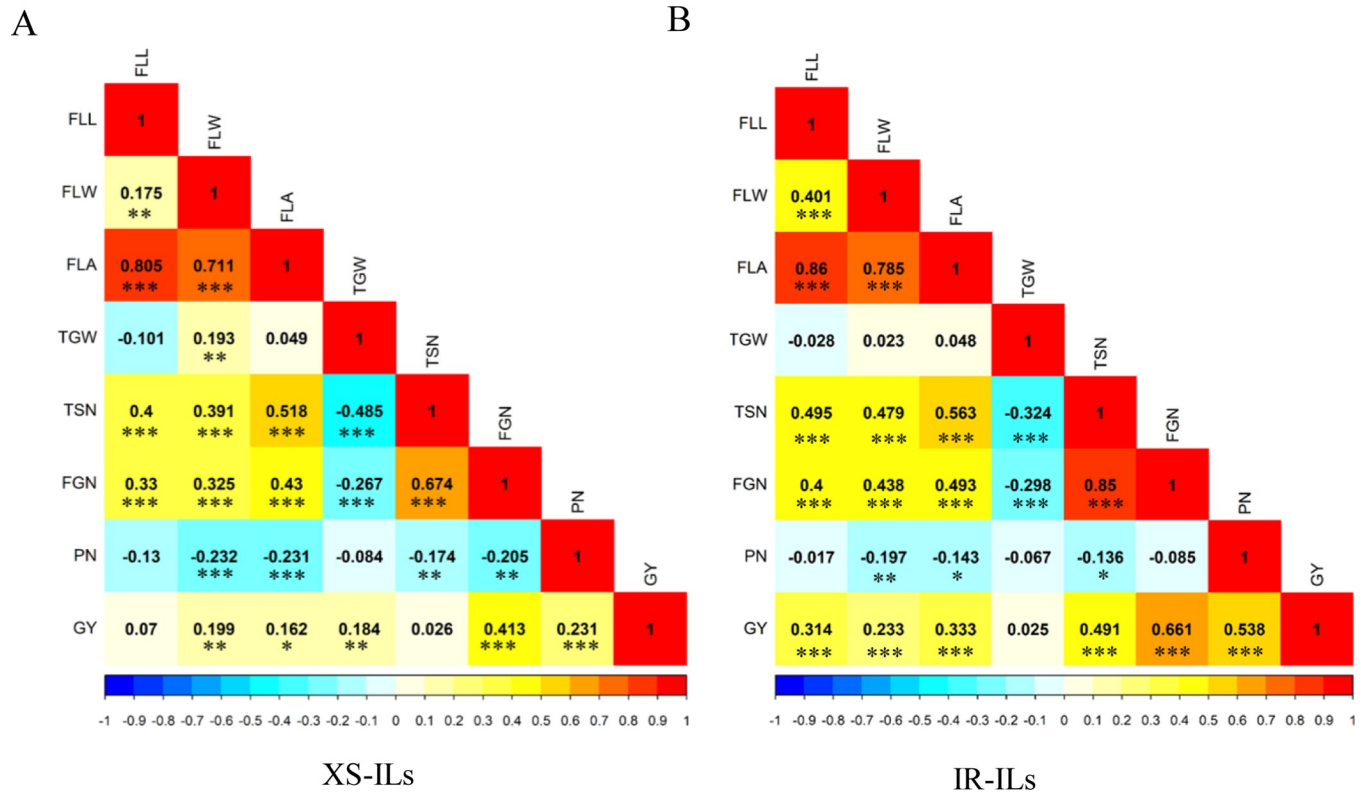 A
FLL
FLL 1 FLW
FLW 0.175 1 FLA
**
FLA 0.805 0.711 1 TGW
*** ***
TGW -0.101 0.193 0.049 1 TSN
**
TSN 0.4 0.391 0.518 -0.485 1 FGN
*** *** *** ***
FGN 0.33 0.325 0.43 -0.267 0.674 1 PN
*** *** *** *** ***
PN -0.13 -0.232 -0.231 -0.084 -0.174 -0.205 1 GY
*** *** ** **
GY 0.07 0.199 0.162 0.184 0.026 0.413 0.231 1
** * ** *** ***
-1 -0.9 -0.8 -0.7 -0.6 -0.5 -0.4 -0.3 -0.2 -0.1 0 0.1 0.2 0.3 0.4 0.5 0.6 0.7 0.8 0.9 1
XS-ILs
B
FLL
FLL 1 FLW
FLW 0.401 1 FLA
***
FLA 0.86 0.785 1 TGW
*** ***
TGW -0.028 0.023 0.048 1 TSN
TSN 0.495 0.479 0.563 -0.324 1 FGN
*** *** *** ***
FGN 0.4 0.438 0.493 -0.298 0.85 1 PN
*** *** *** *** ***
PN -0.017 -0.197 -0.143 -0.067 -0.136 -0.085 1 GY
** * *
GY 0.314 0.233 0.333 0.025 0.491 0.661 0.538 1
*** *** *** *** *** ***
-1 -0.9 -0.8 -0.7 -0.6 -0.5 -0.4 -0.3 -0.2 -0.1 0 0.1 0.2 0.3 0.4 0.5 0.6 0.7 0.8 0.9 1
IR-ILs